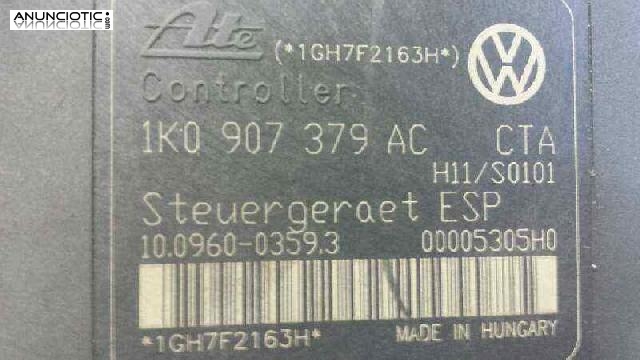 ANUNCIOTIC.com
Ate (*1GH7F2163H*)
Controller
1K0 907 379 AC CTA
H11/S0101
Steuergeraet ESP
10.0960-0359.3 00005305H0
*1GH7F2163H* MADE IN HUNGARY